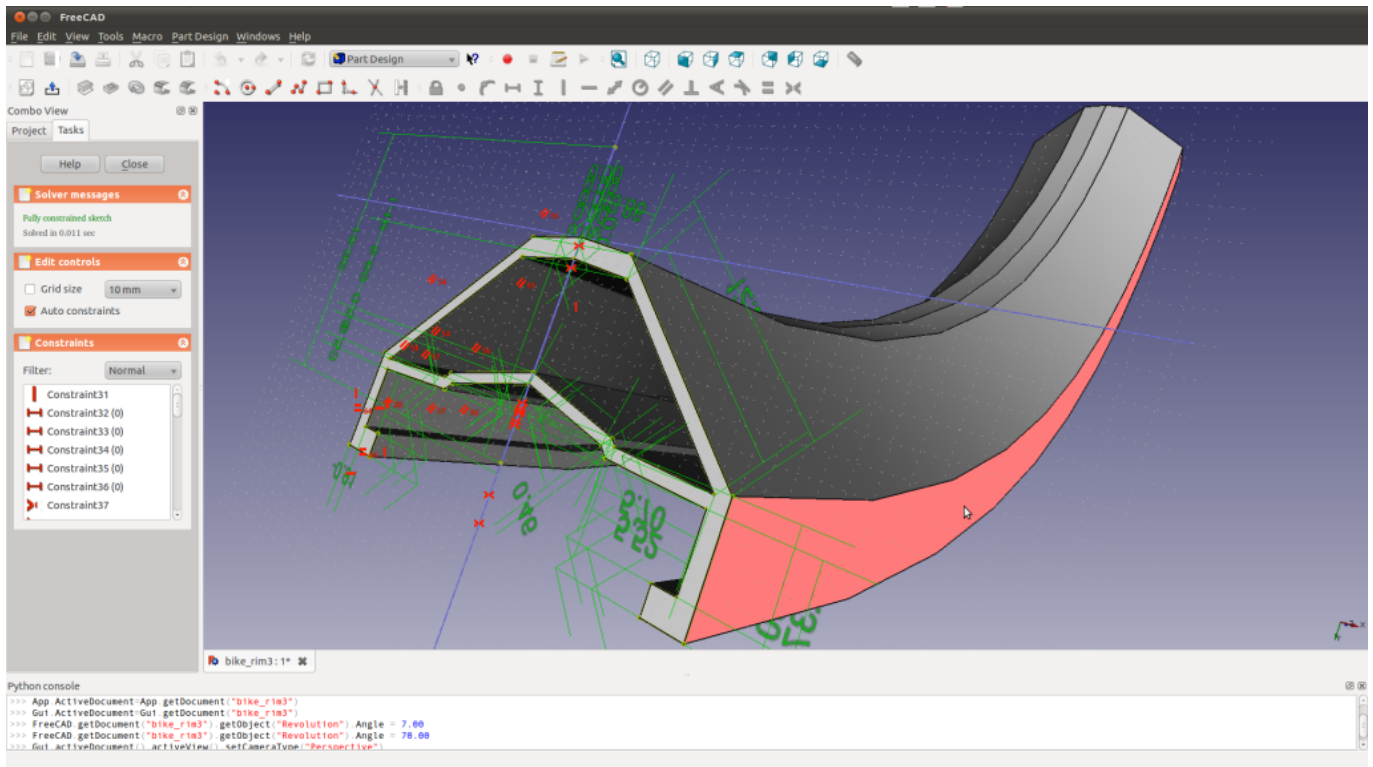 FreeCAD
File Edit View Tools Macro Part Design Windows Help
Part Design
Combo View
Project Tasks
Help Close
Solver messages
Fully constrained sketch
Solved in 0.011 sec
Edit controls
Grid size 10 mm
Auto constraints
Constraints
Filter: Normal
Constraint31
Constraint32 (0)
Constraint33 (0)
Constraint34 (0)
Constraint35 (0)
Constraint36 (0)
Constraint37
bike_rim3 : 1*
Python console
>>> App.ActiveDocument=App.getDocument("bike_rim3")
>>> Gui.ActiveDocument=Gui.getDocument("bike_rim3")
>>> FreeCAD.getDocument("bike_rim3").getObject("Revolution").Angle = 7.00
>>> FreeCAD.getDocument("bike_rim3").getObject("Revolution").Angle = 70.00
>>> Gui.activeDocument().activeView().setCameraType("Perspective")